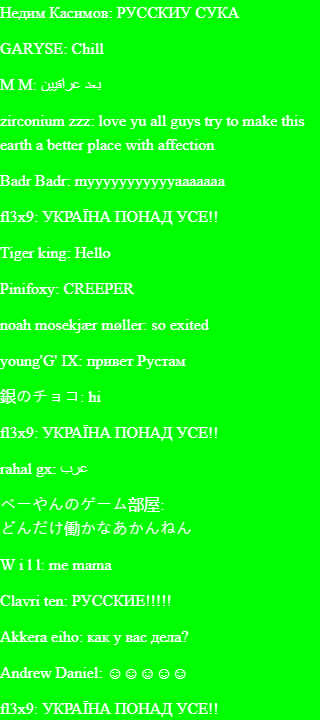 Недим Касимов: РУССКИУ СУКА
GARYSE: Chill
M M: بعد عراقيين
zirconium zzz: love yu all guys try to make this
earth a better place with affection
Badr Badr: myyyyyyyyyyyaaaaaaa
fl3x9: УКРАЇНА ПОНАД УСЕ!!
Tiger king: Hello
Pinifoxy: CREEPER
noah mosekjær møller: so exited
young'G' IX: привет Рустам
銀のチョコ: hi
fl3x9: УКРАЇНА ПОНАД УСЕ!!
rahal gx: عرب
べーやんのゲーム部屋:
どんだけ働かなあかんねん
W i l l: me mama
Clavri ten: РУССКИЕ!!!!!
Akkera eiho: как у вас дела?
Andrew Daniel: ☺☺☺☺☺
fl3x9: УКРАЇНА ПОНАД УСЕ!!